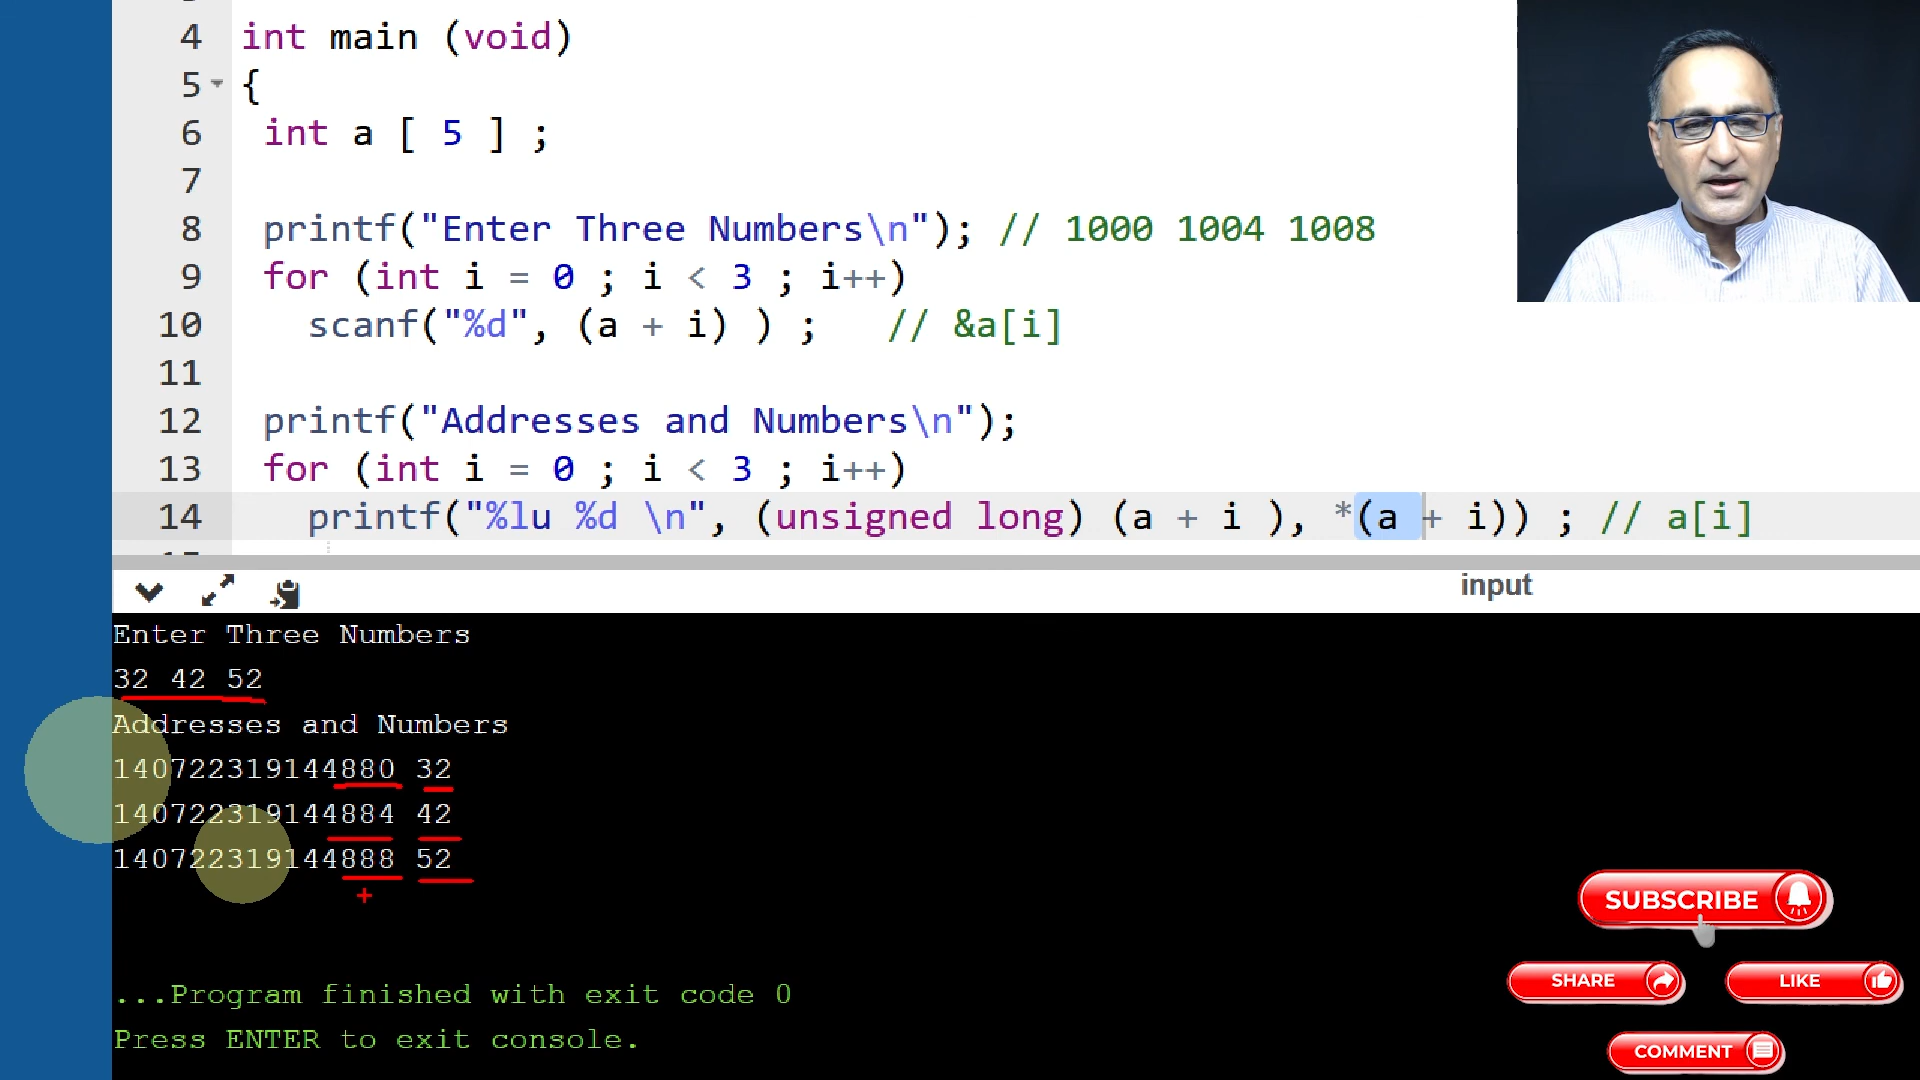 4 int main (void)
5 {
6 int a [ 5 ] ;
7
8 printf("Enter Three Numbers\n"); // 1000 1004 1008
9 for (int i = 0 ; i < 3 ; i++)
10 scanf("%d", (a + i) ) ; // &a[i]
11
12 printf("Addresses and Numbers\n");
13 for (int i = 0 ; i < 3 ; i++)
14 printf("%lu %d \n", (unsigned long) (a + i ), *(a + i)) ; // a[i]
input
Enter Three Numbers
32 42 52
Addresses and Numbers
140722319144880 32
140722319144884 42
140722319144888 52
+
...Program finished with exit code 0
Press ENTER to exit console.
SUBSCRIBE
SHARE
LIKE
COMMENT